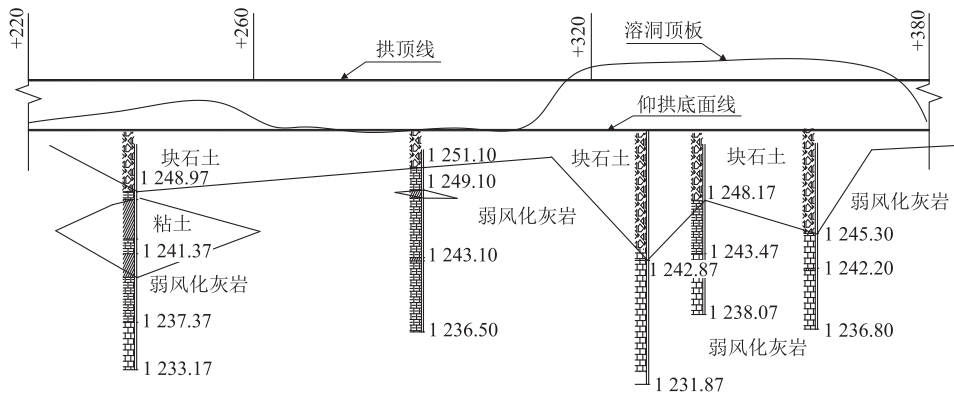 +220
+260
+320
+380
拱顶线
溶洞顶板
仰拱底面线
块石土
1 248.97
粘土
1 241.37
弱风化灰岩
1 237.37
1 233.17
1 251.10
1 249.10
弱风化灰岩
1 243.10
1 236.50
块石土
1 242.87
1 231.87
块石土
1 248.17
1 243.47
1 238.07
弱风化灰岩
弱风化灰岩
1 245.30
1 242.20
1 236.80